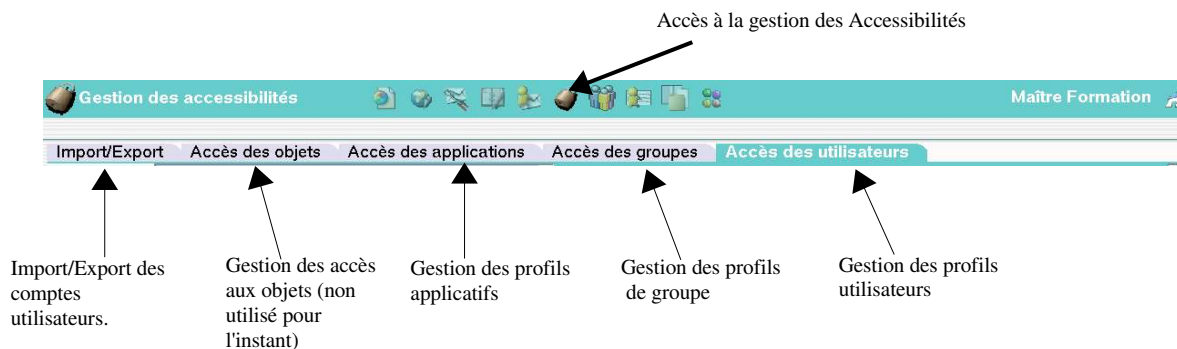 Accès à la gestion des Accessibilités
Gestion des accessibilités
Maître Formation
Import/Export
Accès des objets
Accès des applications
Accès des groupes
Accès des utilisateurs
Import/Export des
comptes
utilisateurs.
Gestion des accès
aux objets (non
utilisé pour
l'instant)
Gestion des profils
applicatifs
Gestion des profils
de groupe
Gestion des profils
utilisateurs